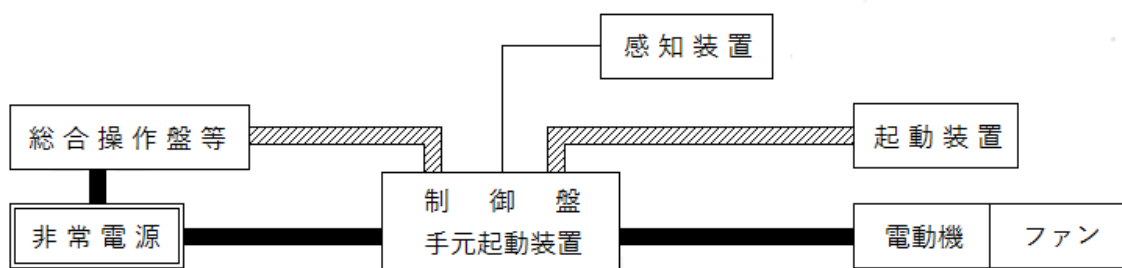 感知装置
総合操作盤等
起動装置
制御盤
手元起動装置
非常電源
電動機
ファン